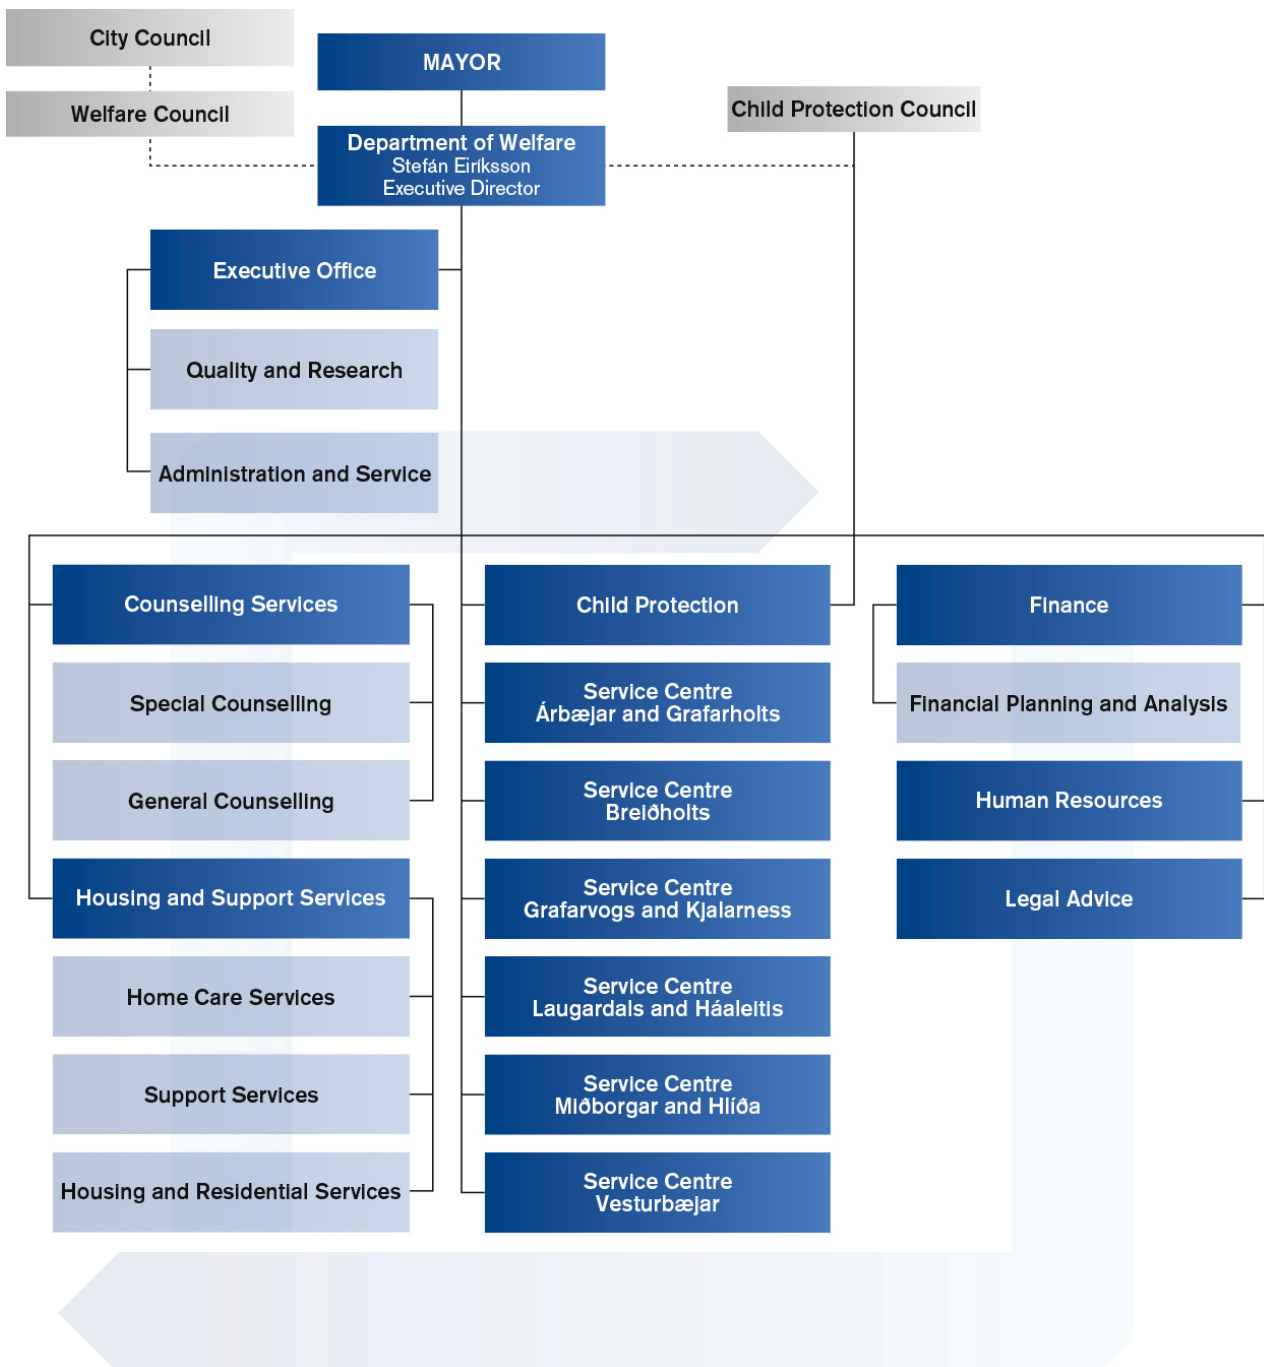 City Council
MAYOR
Welfare Council
Child Protection Council
Department of Welfare
Stefán Eiríksson
Executive Director
Executive Office
Quality and Research
Administration and Service
Counselling Services
Special Counselling
General Counselling
Housing and Support Services
Home Care Services
Support Services
Housing and Residential Services
Child Protection
Service Centre
Árbæjar and Grafarholts
Service Centre
Breiðholts
Service Centre
Grafarvogs and Kjalarness
Service Centre
Laugardals and Háaleitis
Service Centre
Miðborgar and Hlíða
Service Centre
Vesturbæjar
Finance
Financial Planning and Analysis
Human Resources
Legal Advice